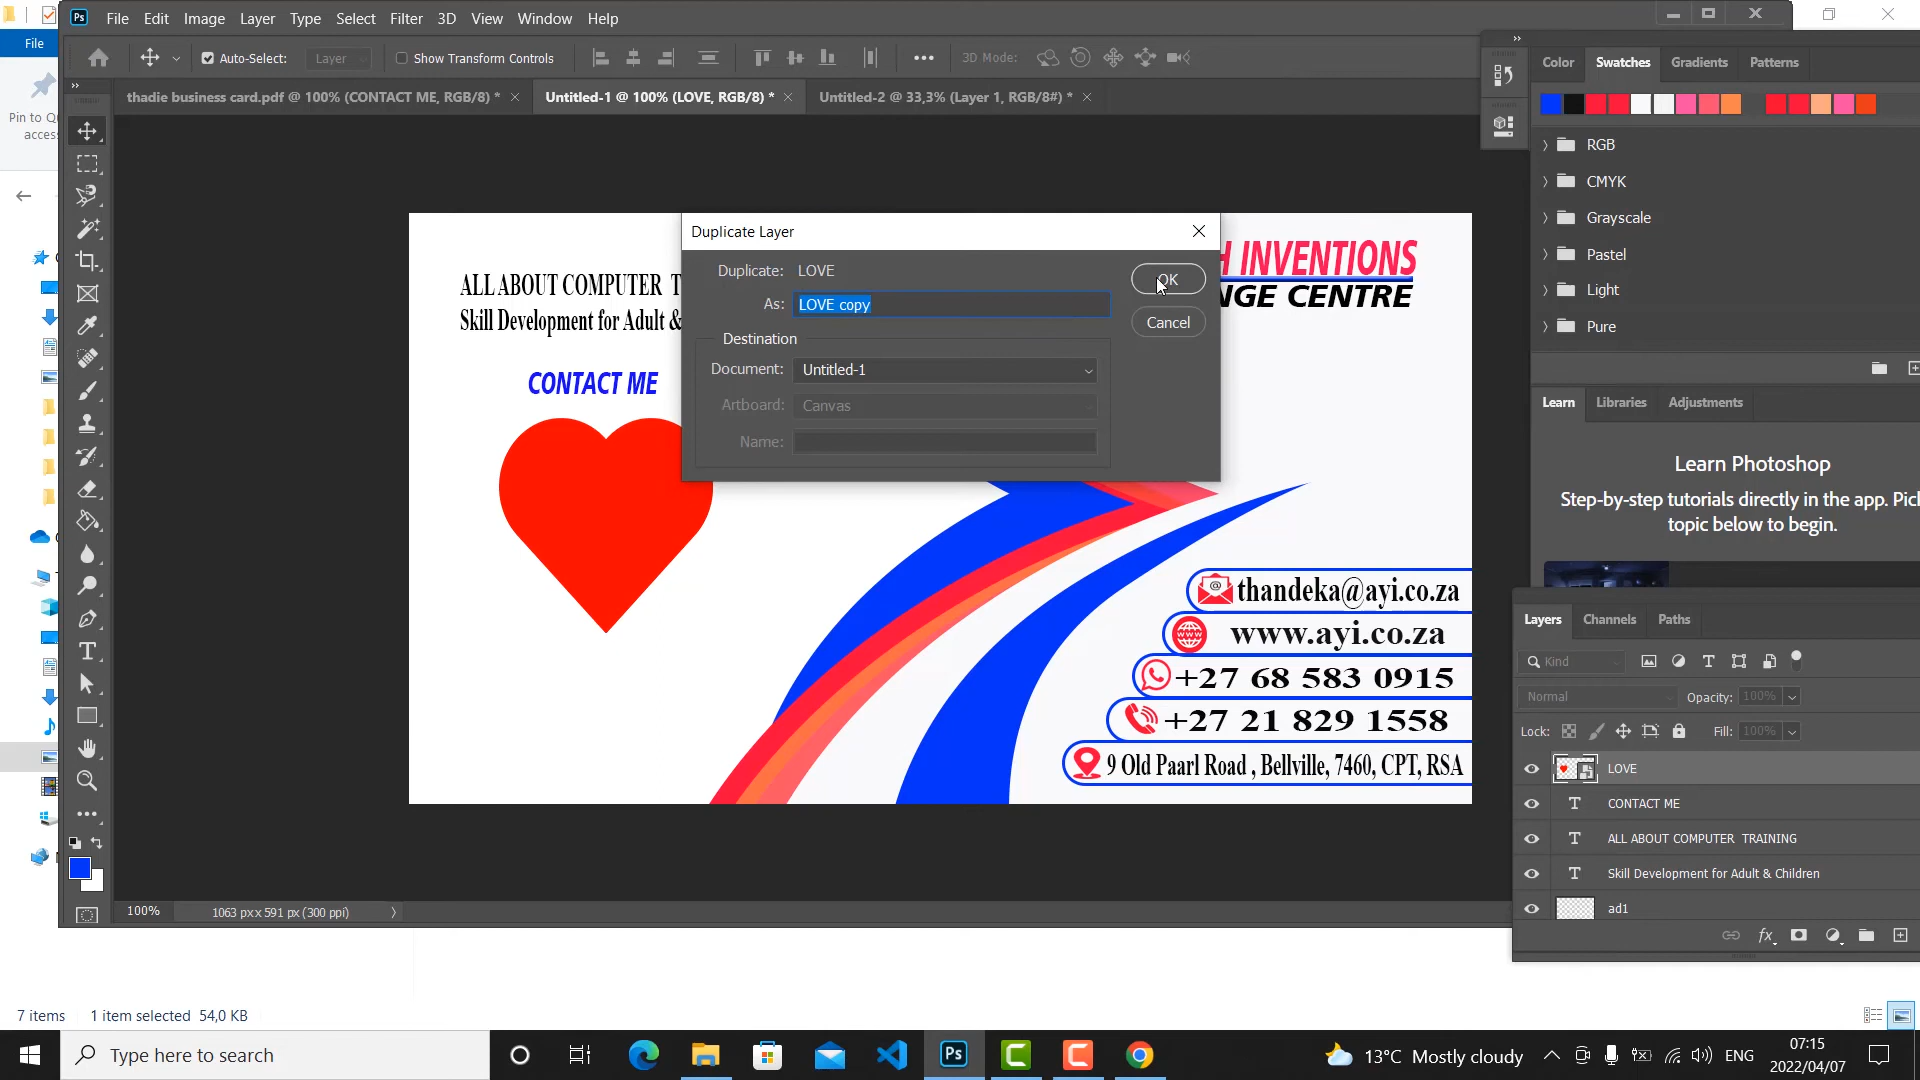 File Edit Image Layer Type Select Filter 3D View Window Help
File
Auto-Select: Layer Show Transform Controls 3D Mode:
thadie business card.pdf @ 100% (CONTACT ME, RGB/8) * Untitled-1 @ 100% (LOVE, RGB/8) * Untitled-2 @ 33,3% (Layer 1, RGB/8#) *
Pin to Q
access
Color Swatches Gradients Patterns
RGB
CMYK
Grayscale
Pastel
Light
Pure
Learn Libraries Adjustments
Learn Photoshop
Step-by-step tutorials directly in the app. Pick
topic below to begin.
Duplicate Layer
Duplicate: LOVE
As: LOVE copy
OK
Cancel
Destination
Document: Untitled-1
Artboard: Canvas
Name:
ALL ABOUT COMPUTER T
Skill Development for Adult &
CONTACT ME
H INVENTIONS
NGE CENTRE
thandeka@ayi.co.za
www.ayi.co.za
+27 68 583 0915
+27 21 829 1558
9 Old Paarl Road , Bellville, 7460, CPT, RSA
Layers Channels Paths
Kind
Normal Opacity: 100%
Lock: Fill: 100%
LOVE
CONTACT ME
ALL ABOUT COMPUTER TRAINING
Skill Development for Adult & Children
ad1
fx
100% 1063 px x 591 px (300 ppi)
7 items 1 item selected 54,0 KB
Type here to search
13°C Mostly cloudy ENG
07:15
2022/04/07